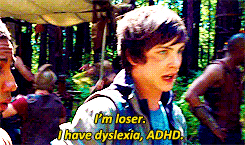 I'm loser.
I have dyslexia, ADHD.